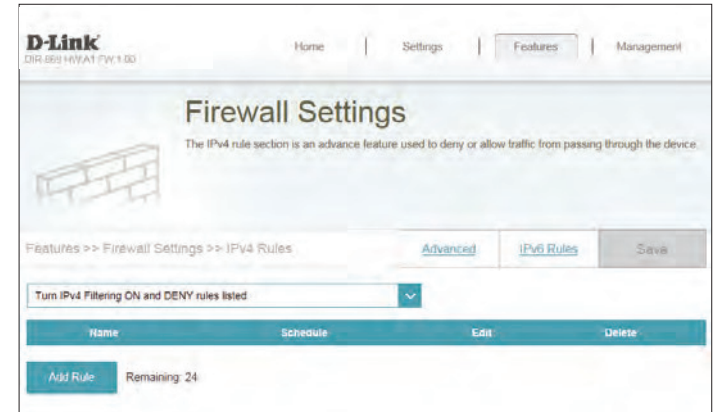 D-Link
DIR-869 HW:A1 FW:1.00
Home | Settings | Features | Management
Firewall Settings
The IPv4 rule section is an advance feature used to deny or allow traffic from passing through the device.
Features >> Firewall Settings >> IPv4 Rules
Advanced
IPv6 Rules
Save
Turn IPv4 Filtering ON and DENY rules listed
Name Schedule Edit Delete
Add Rule Remaining: 24